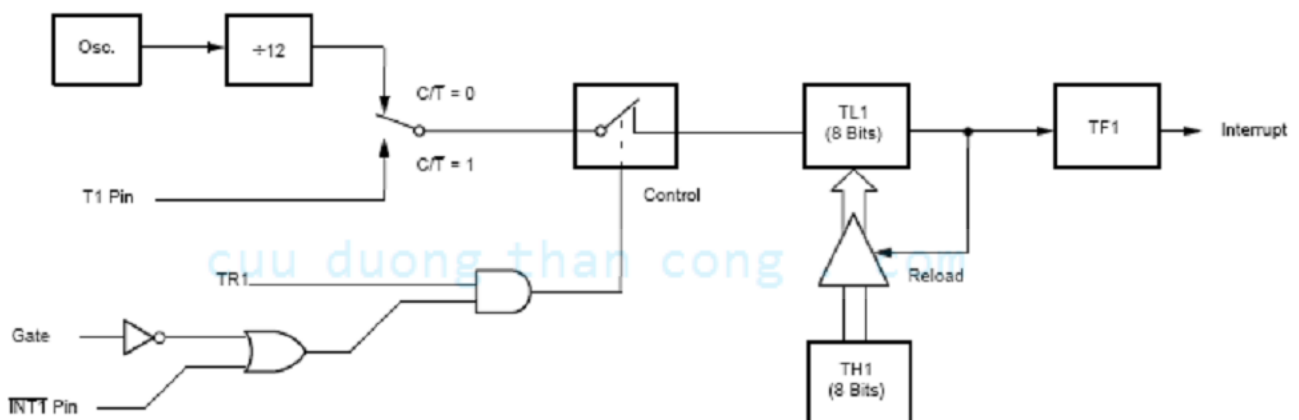 Osc.
÷12
C/T̅ = 0
C/T̅ = 1
T1 Pin
TL1
(8 Bits)
TF1
Interrupt
Control
cuu duong than cong . com
TR1
Reload
Gate
TH1
(8 Bits)
I̅N̅T̅1̅ Pin